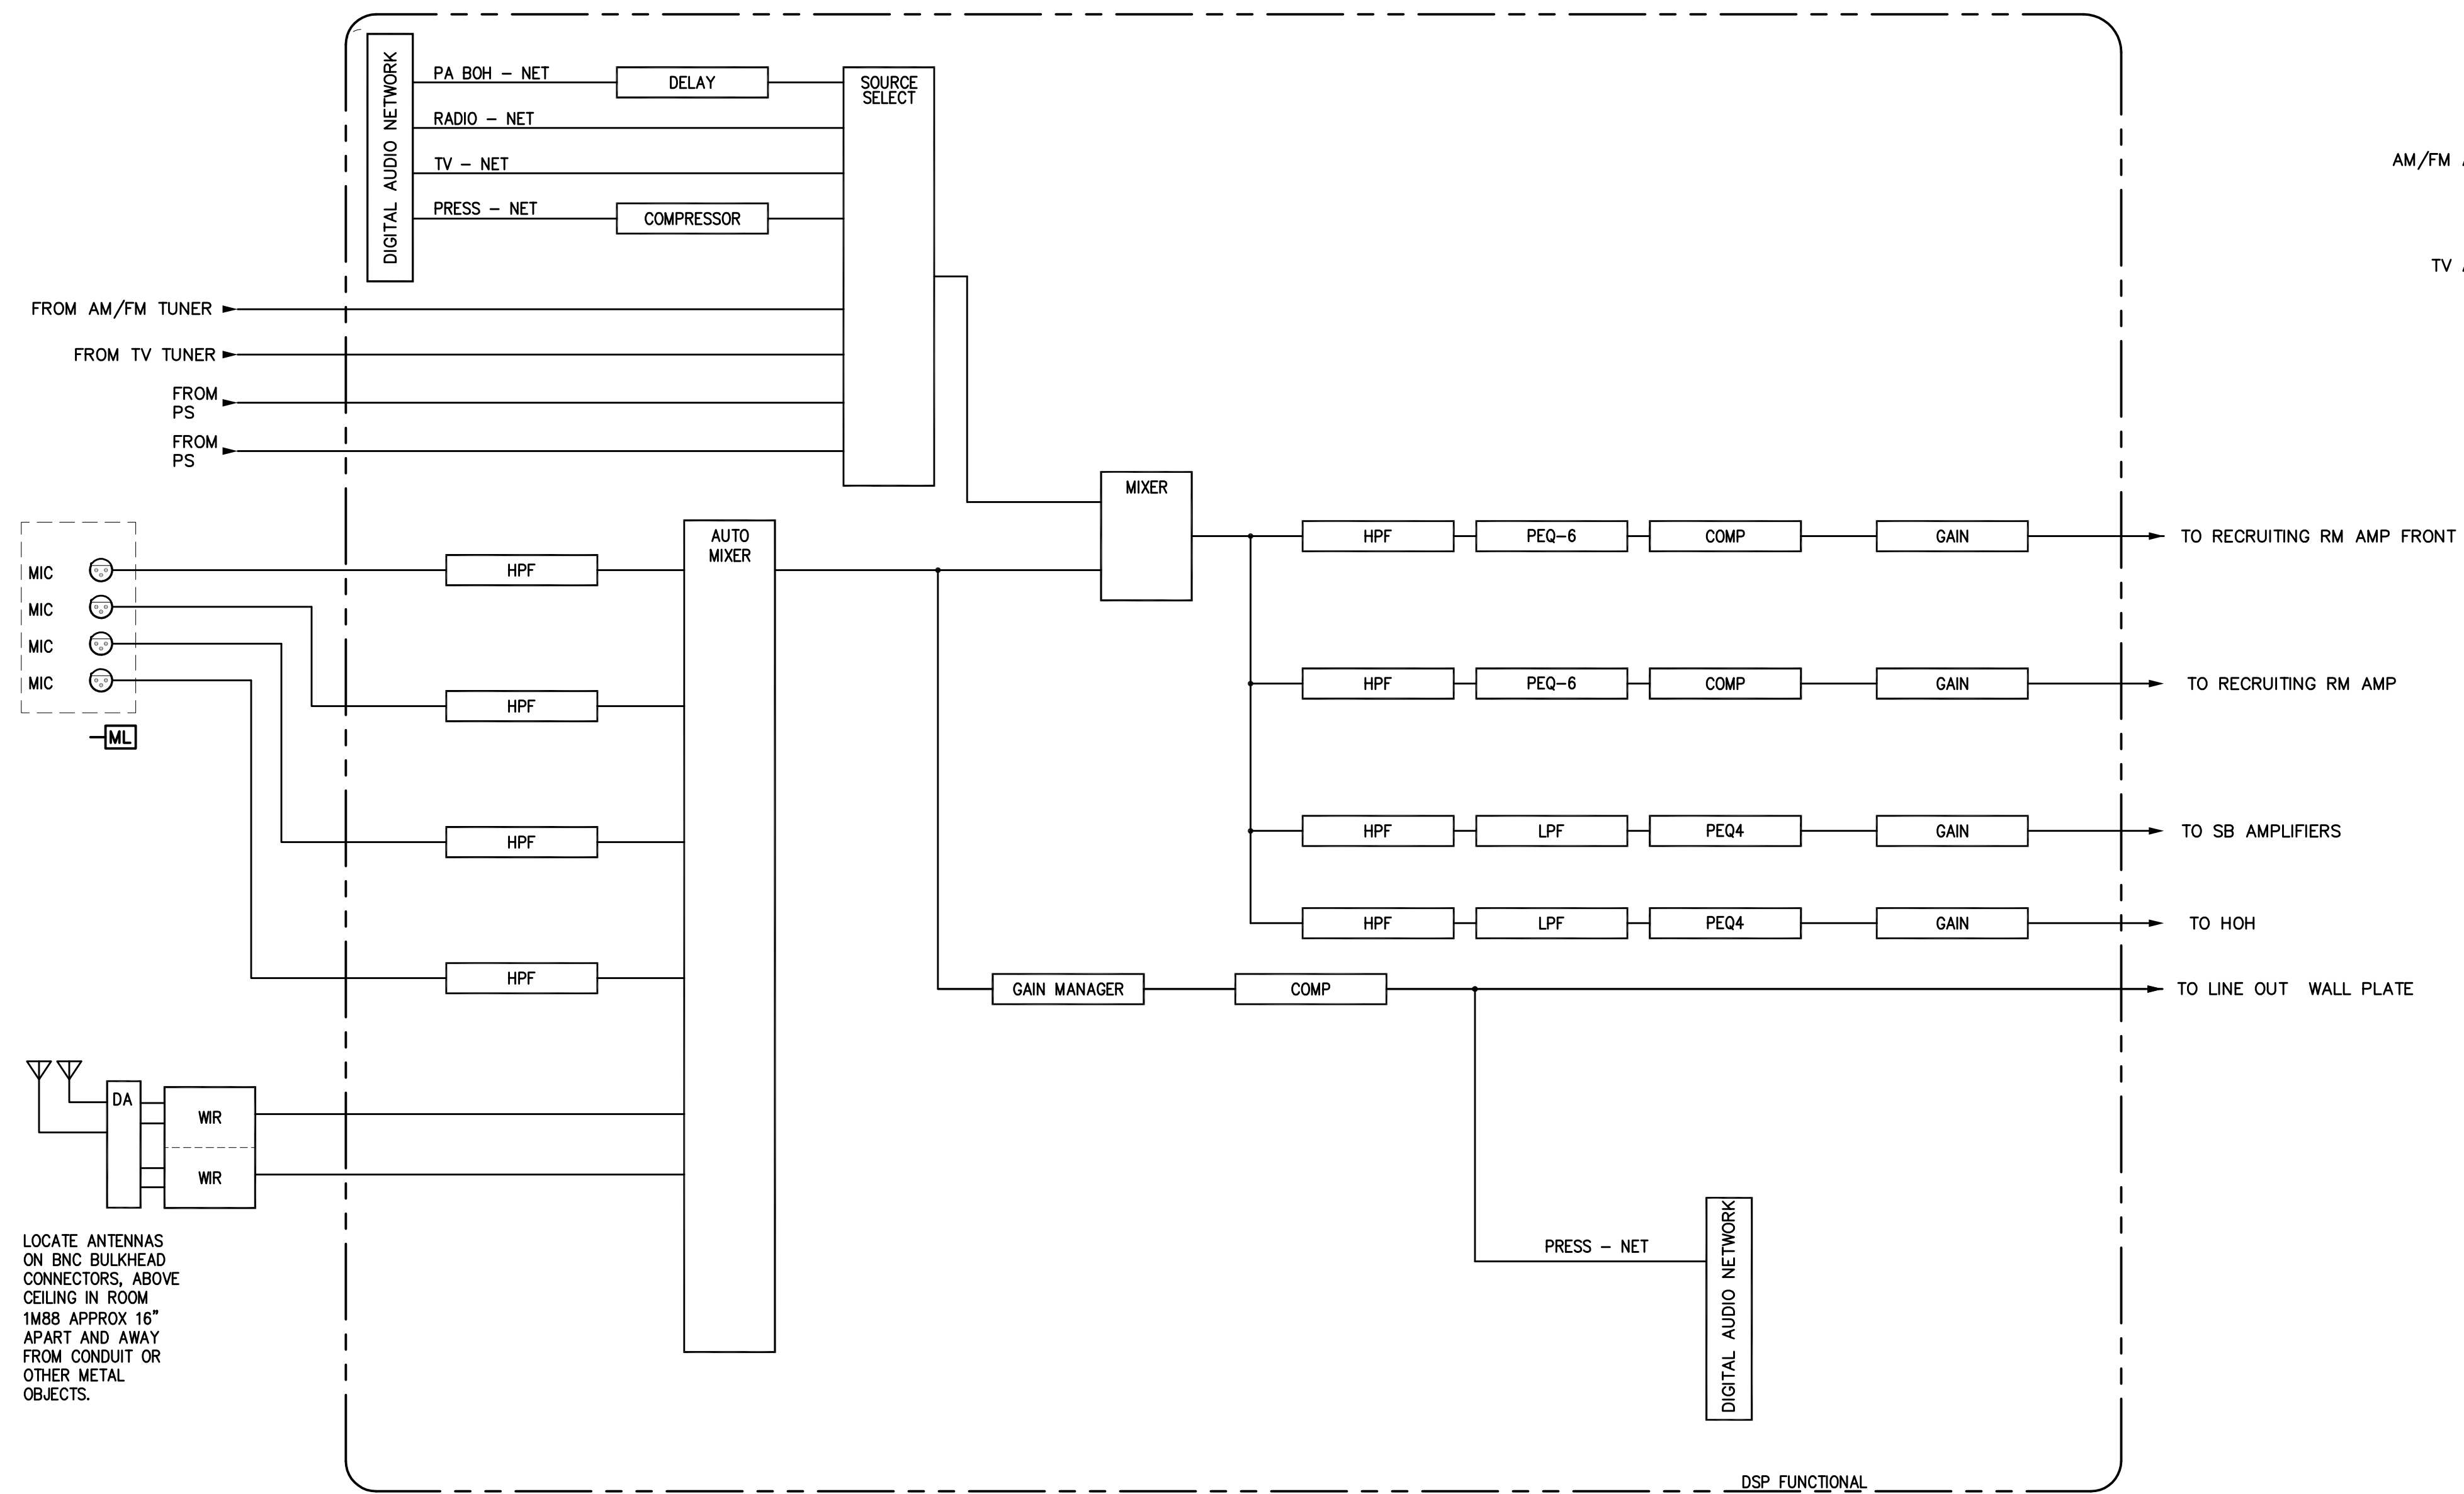 DIGITAL AUDIO NETWORK
PA BOH - NET
DELAY
SOURCE
SELECT
RADIO - NET
TV - NET
PRESS - NET
COMPRESSOR
AM/FM
TV
FROM AM/FM TUNER
FROM TV TUNER
FROM
PS
FROM
PS
MIC
MIC
MIC
MIC
ML
HPF
HPF
HPF
HPF
AUTO
MIXER
MIXER
HPF
PEQ-6
COMP
GAIN
TO RECRUITING RM AMP FRONT
HPF
PEQ-6
COMP
GAIN
TO RECRUITING RM AMP
HPF
LPF
PEQ4
GAIN
TO SB AMPLIFIERS
HPF
LPF
PEQ4
GAIN
TO HOH
GAIN MANAGER
COMP
TO LINE OUT WALL PLATE
DA
WIR
WIR
LOCATE ANTENNAS
ON BNC BULKHEAD
CONNECTORS, ABOVE
CEILING IN ROOM
1M88 APPROX 16"
APART AND AWAY
FROM CONDUIT OR
OTHER METAL
OBJECTS.
PRESS - NET
DIGITAL AUDIO NETWORK
DSP FUNCTIONAL